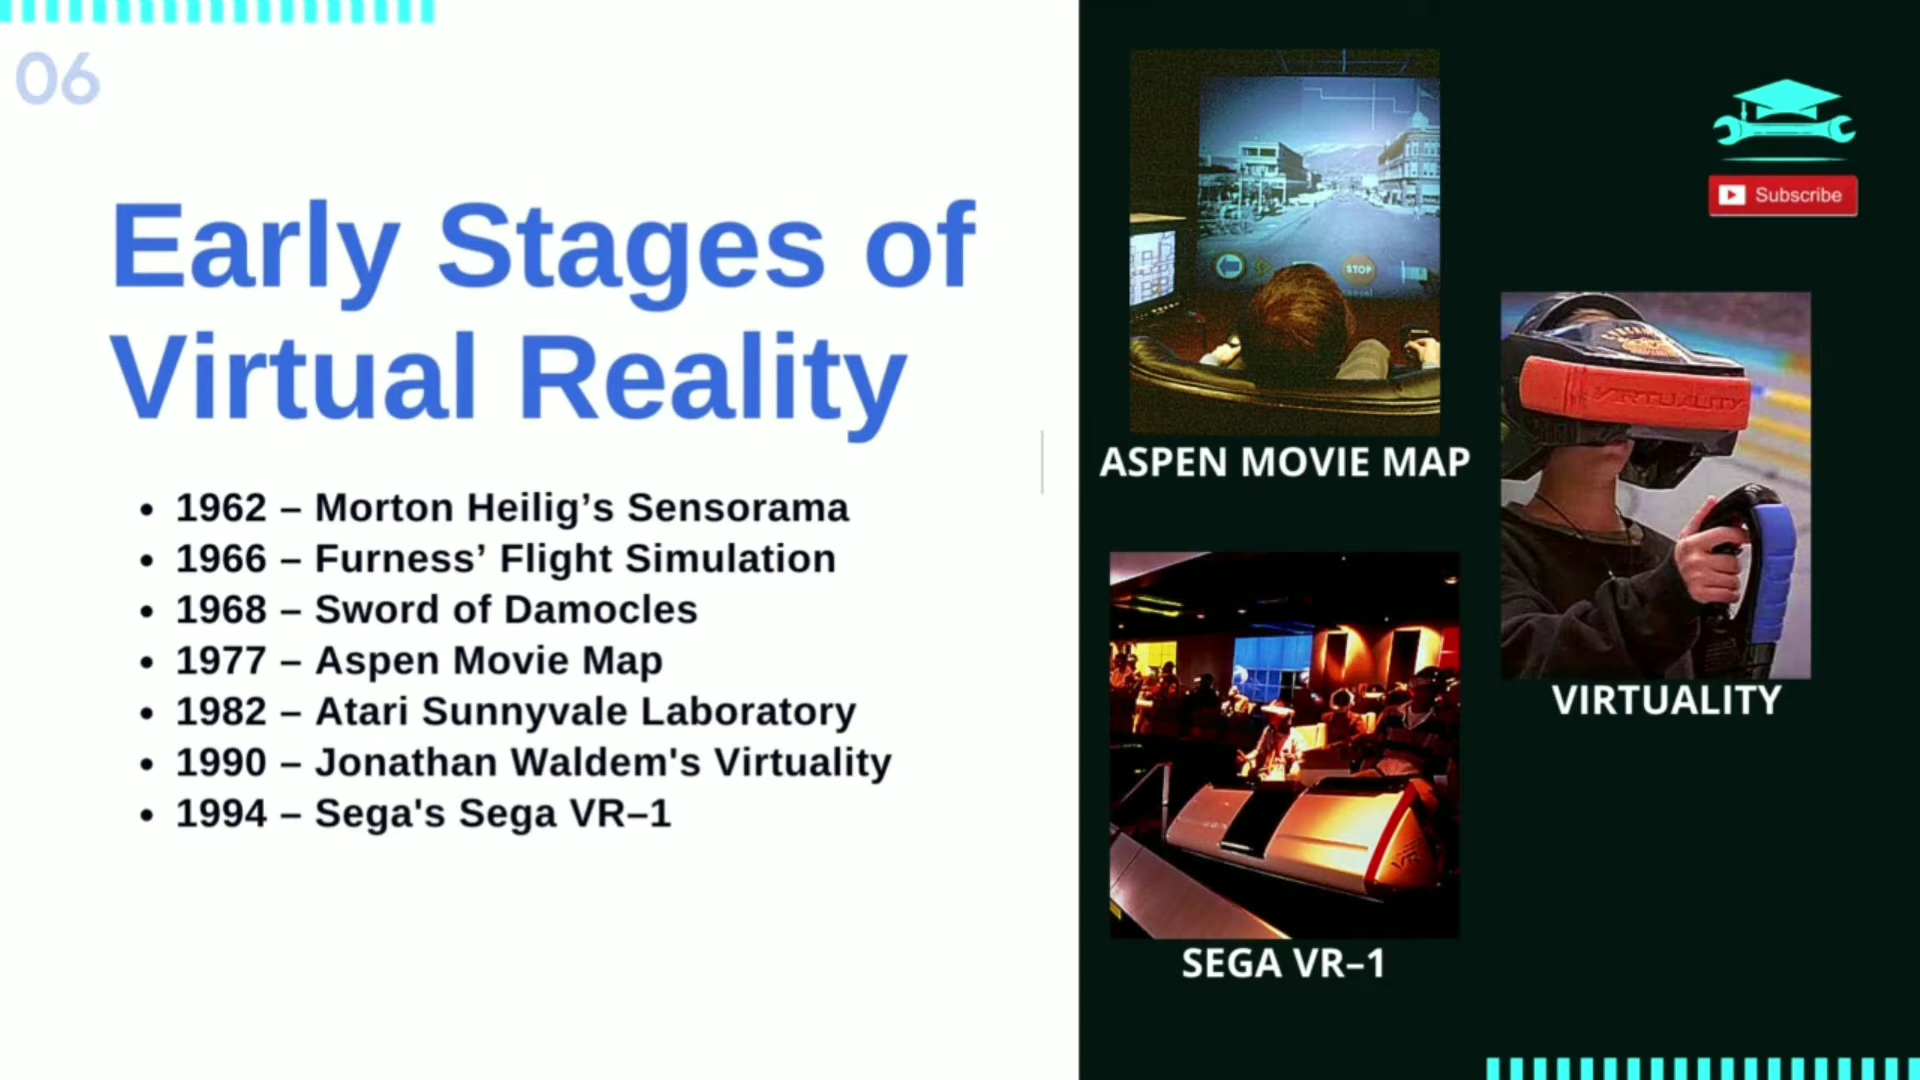 06
Early Stages of
Virtual Reality
• 1962 – Morton Heilig’s Sensorama
• 1966 – Furness’ Flight Simulation
• 1968 – Sword of Damocles
• 1977 – Aspen Movie Map
• 1982 – Atari Sunnyvale Laboratory
• 1990 – Jonathan Waldem's Virtuality
• 1994 – Sega's Sega VR–1
STOP
ASPEN MOVIE MAP
Subscribe
VIRTUALITY
VIRTUALITY
SEGA VR–1